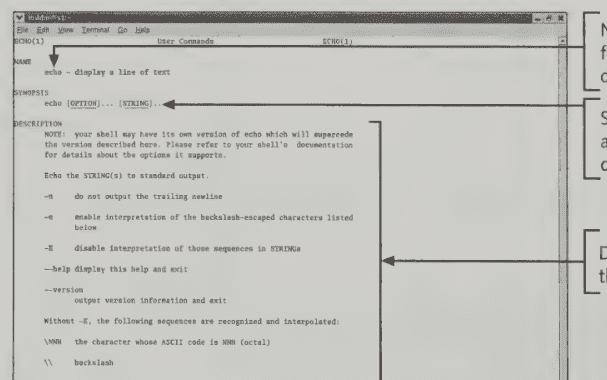 File Edit View Terminal Go Help
ECHO(1) User Commands ECHO(1)
NAME
echo - display a line of text
SYNOPSIS
echo [OPTION]... [STRING]...
DESCRIPTION
NOTE: your shell may have its own version of echo which will supercede
the version described here. Please refer to your shell's documentation
for details about the options it supports.
Echo the STRING(s) to standard output.
-n do not output the trailing newline
-e enable interpretation of the backslash-escaped characters listed
below
-E disable interpretation of those sequences in STRINGs
--help display this help and exit
--version
output version information and exit
Without -E, the following sequences are recognized and interpolated:
\NNN the character whose ASCII code is NNN (octal)
\\ backslash